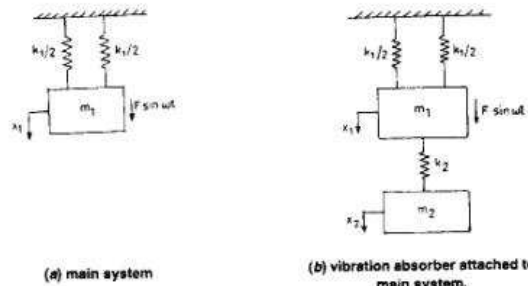 k₁/2 k₁/2
m₁
F sin ωt
x₁
(a) main system
k₁/2 k₁/2
m₁
F sin ωt
x₁
k₂
m₂
x₂
(b) vibration absorber attached to
main system.